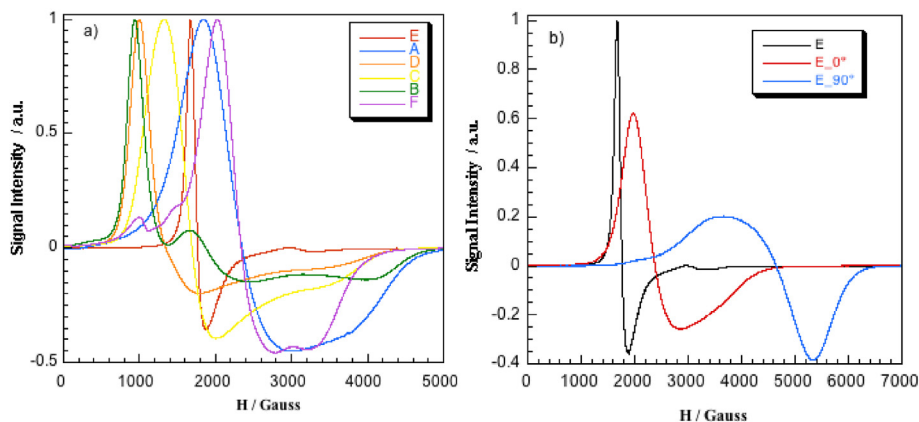 a)
E
A
D
C
B
F
1
0.5
0
-0.5
Signal Intensity / a.u.
0 1000 2000 3000 4000 5000
H / Gauss
b)
E
E_0°
E_90°
1
0.8
0.6
0.4
0.2
0
-0.2
-0.4
Signal Intensity / a.u.
0 1000 2000 3000 4000 5000 6000 7000
H / Gauss